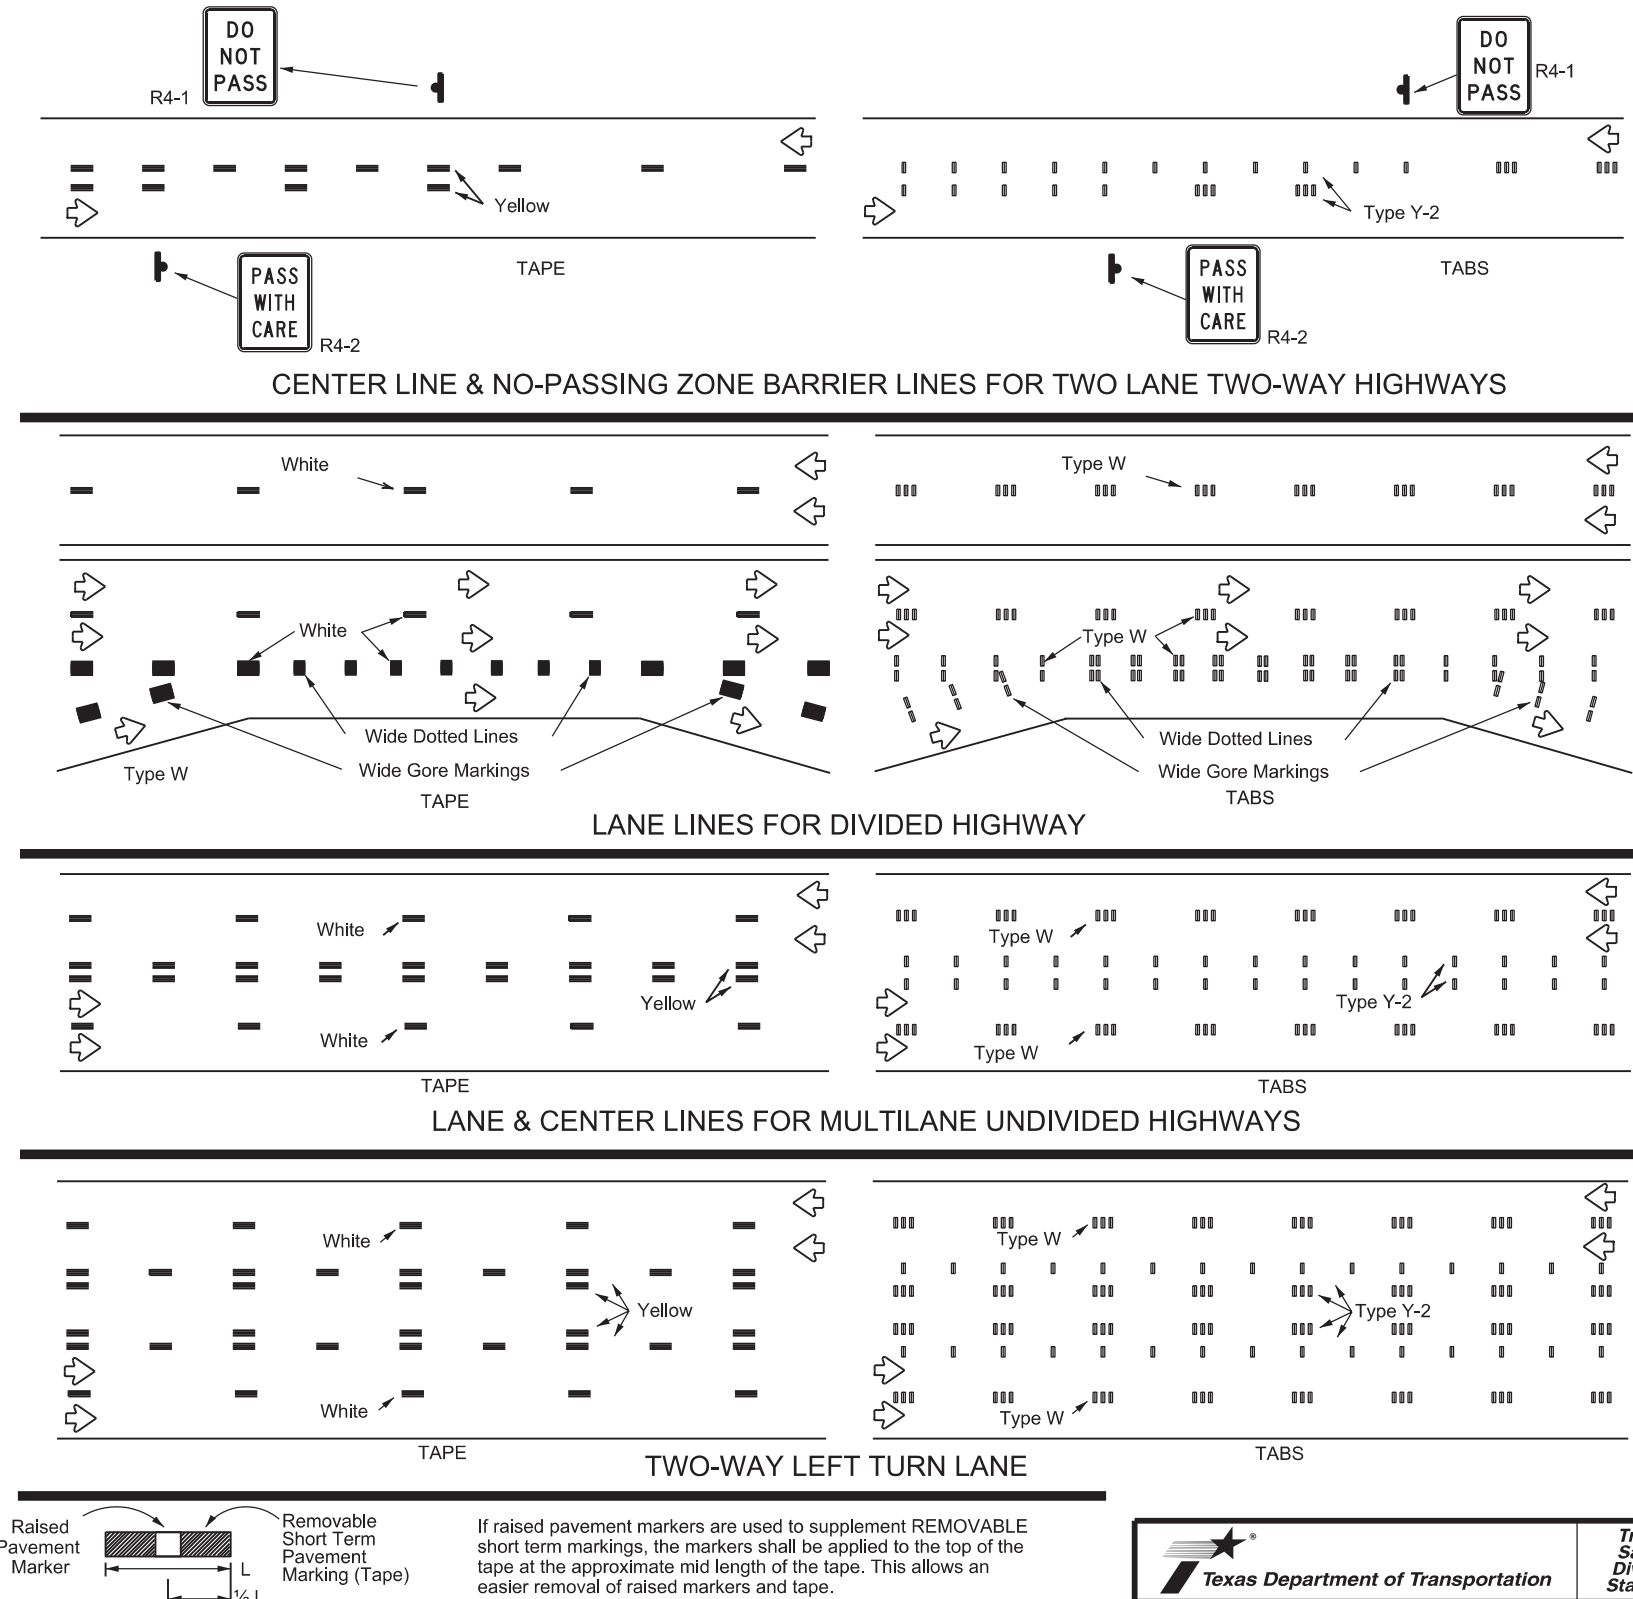 DO
NOT
PASS
R4-1
DO
NOT
PASS
R4-1
Yellow
Type Y-2
PASS
WITH
CARE
R4-2
TAPE
PASS
WITH
CARE
R4-2
TABS
CENTER LINE & NO-PASSING ZONE BARRIER LINES FOR TWO LANE TWO-WAY HIGHWAYS
White
Type W
White
Type W
Wide Dotted Lines
Wide Gore Markings
Type W
TAPE
Wide Dotted Lines
Wide Gore Markings
TABS
LANE LINES FOR DIVIDED HIGHWAY
White
Yellow
White
TAPE
Type W
Type Y-2
Type W
TABS
LANE & CENTER LINES FOR MULTILANE UNDIVIDED HIGHWAYS
White
Yellow
White
TAPE
Type W
Type Y-2
Type W
TABS
TWO-WAY LEFT TURN LANE
Raised
Pavement
Marker
L
½ L
Removable
Short Term
Pavement
Marking (Tape)
If raised pavement markers are used to supplement REMOVABLE
short term markings, the markers shall be applied to the top of the
tape at the approximate mid length of the tape. This allows an
easier removal of raised markers and tape.
®
Texas Department of Transportation